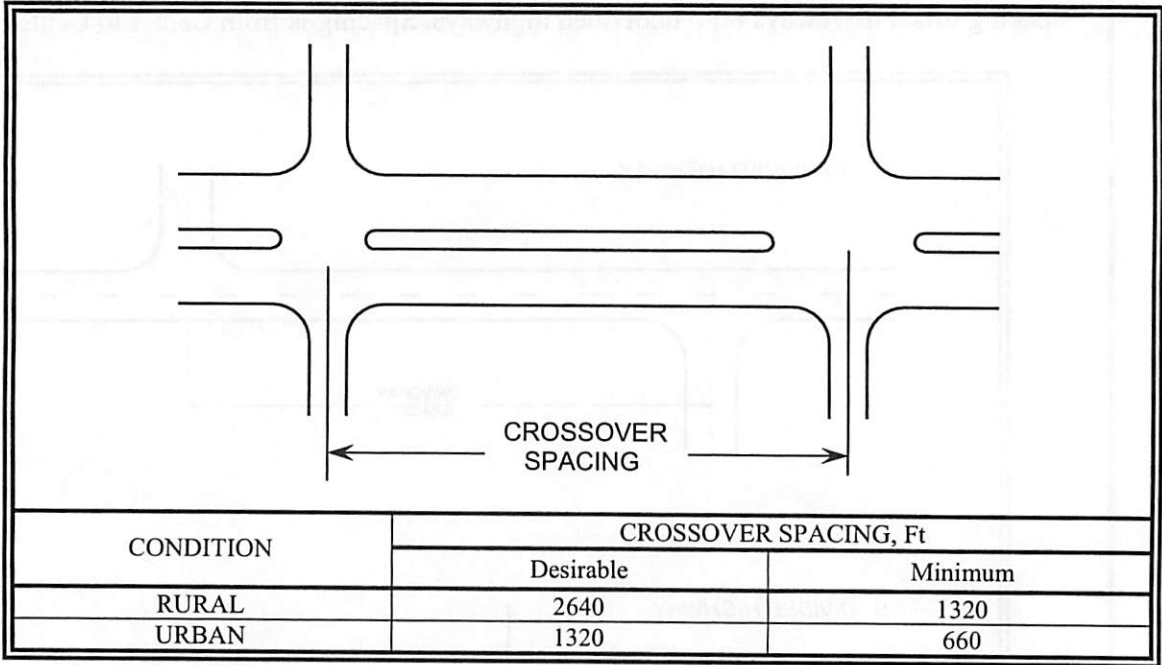 CROSSOVER
SPACING
CONDITION
CROSSOVER SPACING, Ft
Desirable
Minimum
RURAL 2640 1320
URBAN 1320 660